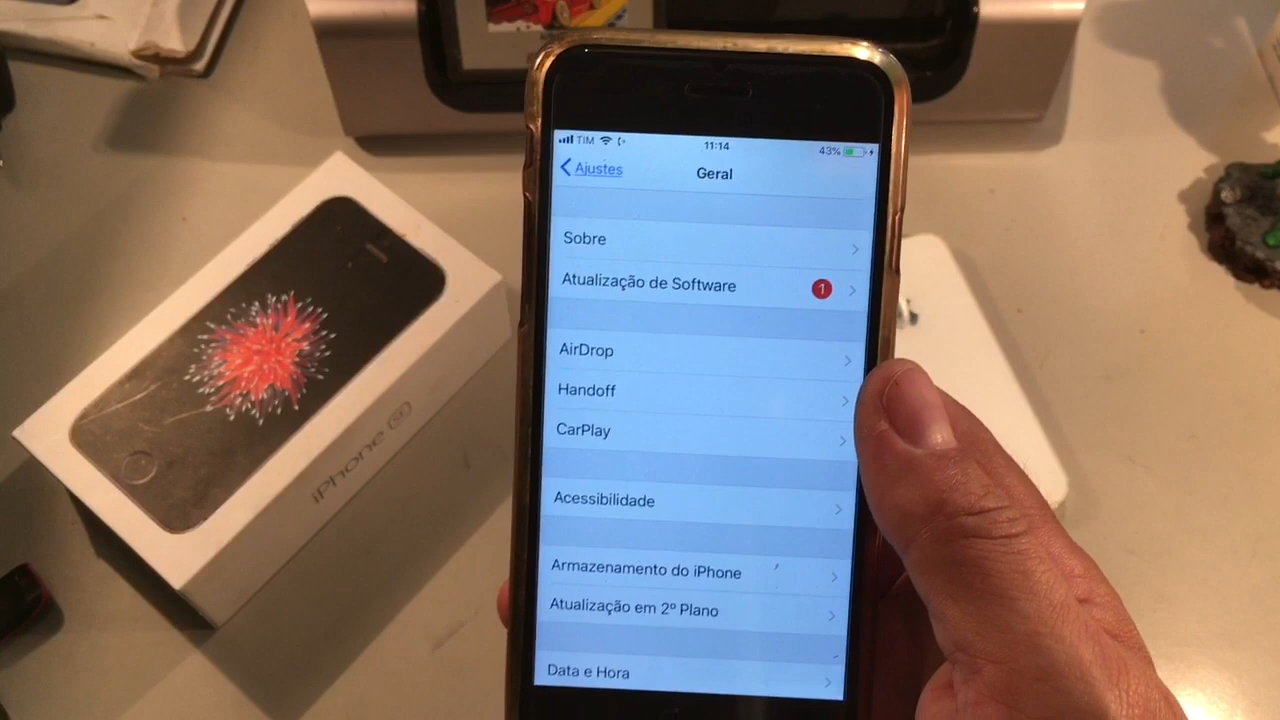 TIM 11:14 43%
Ajustes Geral
Sobre
Atualização de Software 1
AirDrop
Handoff
CarPlay
Acessibilidade
Armazenamento do iPhone
Atualização em 2º Plano
Data e Hora
iPhone SE